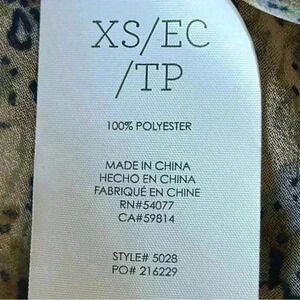 XS/EC
/TP
100% POLYESTER
MADE IN CHINA
HECHO EN CHINA
FABRIQUÉ EN CHINE
RN#54077
CA#59814
STYLE# 5028
PO# 216229